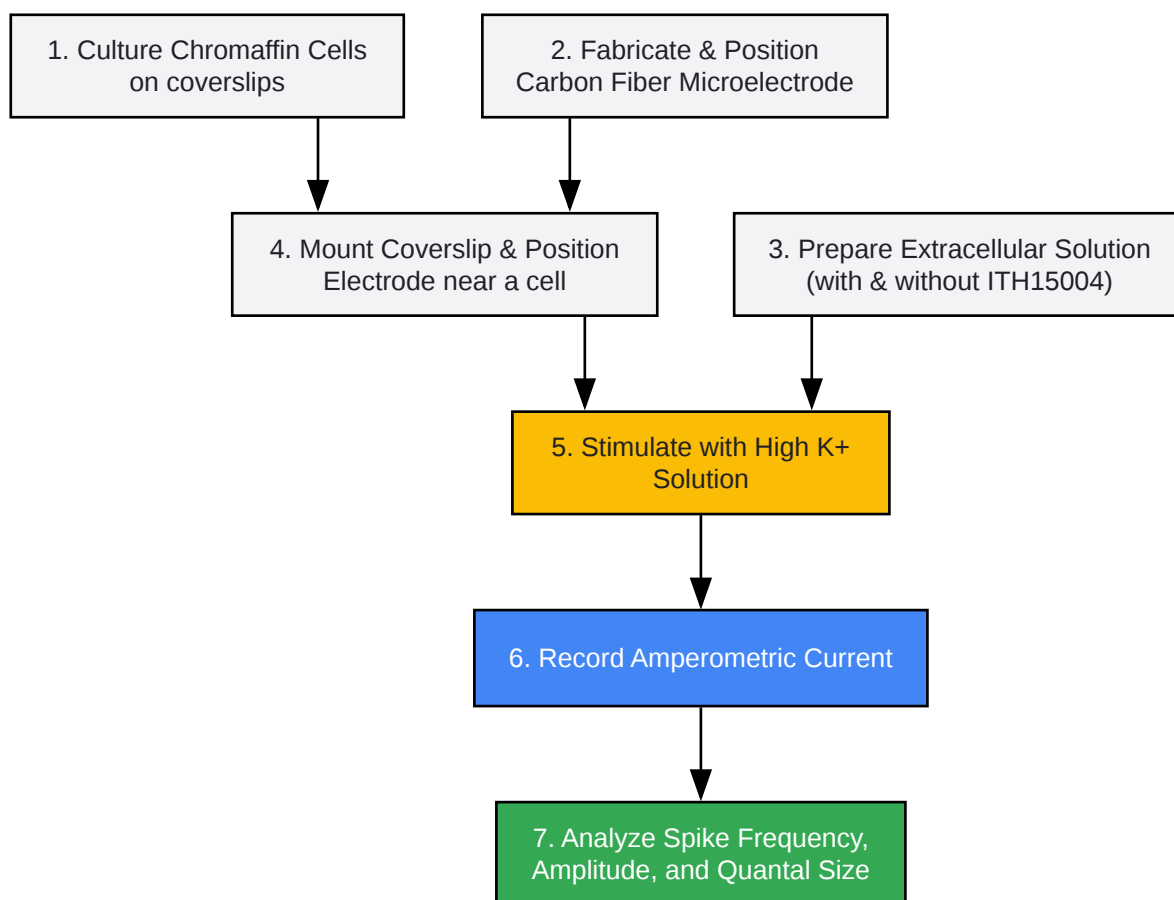 1. Culture Chromaffin Cells
on coverslips
2. Fabricate & Position
Carbon Fiber Microelectrode
4. Mount Coverslip & Position
Electrode near a cell
3. Prepare Extracellular Solution
(with & without ITH15004)
5. Stimulate with High K+
Solution
6. Record Amperometric Current
7. Analyze Spike Frequency,
Amplitude, and Quantal Size